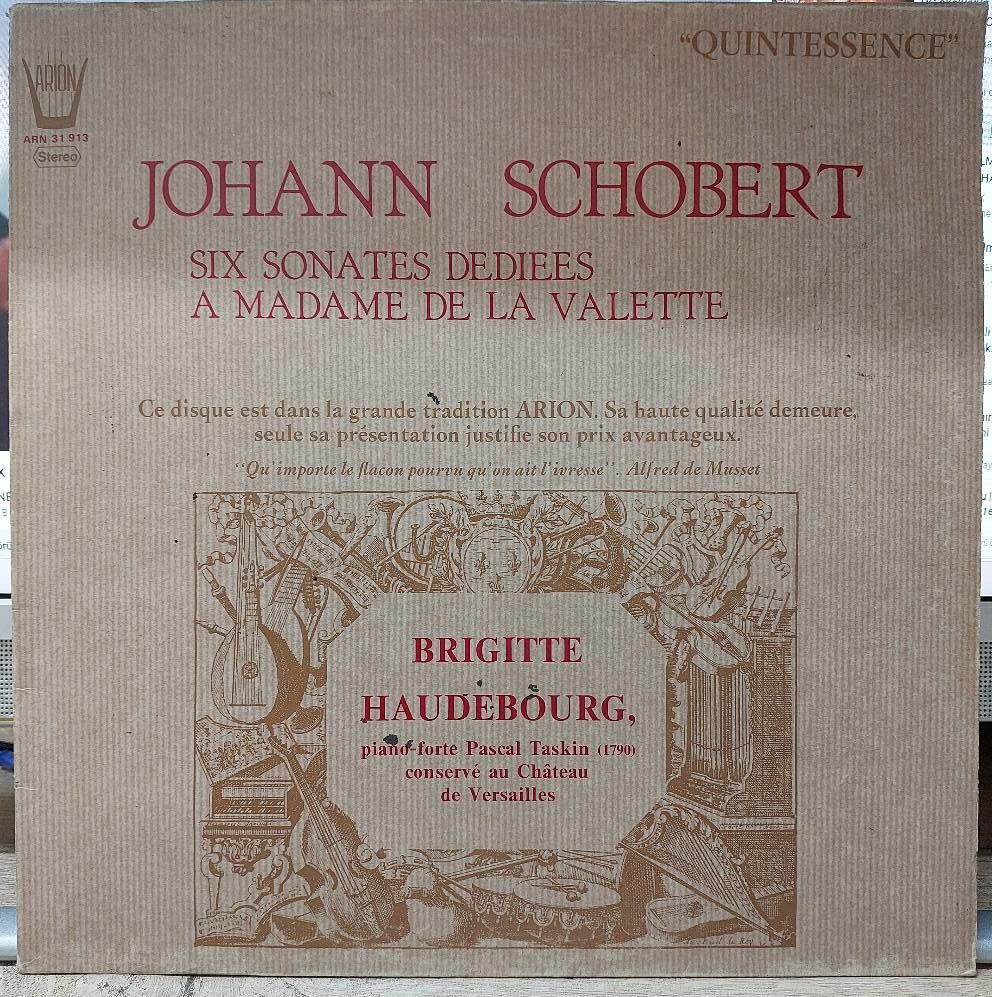 "QUINTESSENCE"
ARION
ARN 31 913
Stereo
JOHANN SCHOBERT
SIX SONATES DEDIEES
A MADAME DE LA VALETTE
Ce disque est dans la grande tradition ARION. Sa haute qualité demeure,
seule sa présentation justifie son prix avantageux.
"Qu'importe le flacon pourvu qu'on ait l'ivresse". Alfred de Musset
BRIGITTE
HAUDEBOURG,
piano-forte Pascal Taskin (1790)
conservé au Château
de Versailles